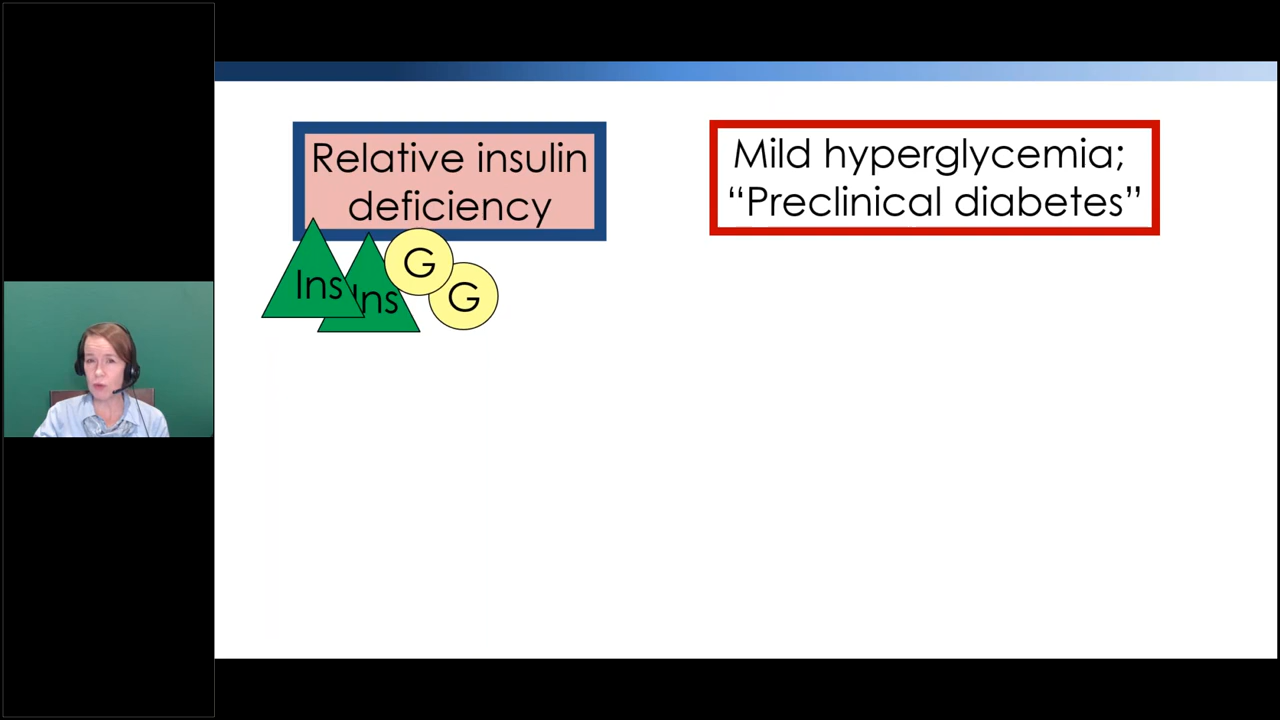 Relative insulin
deficiency
Mild hyperglycemia;
“Preclinical diabetes”
Ins
Ins
G
G